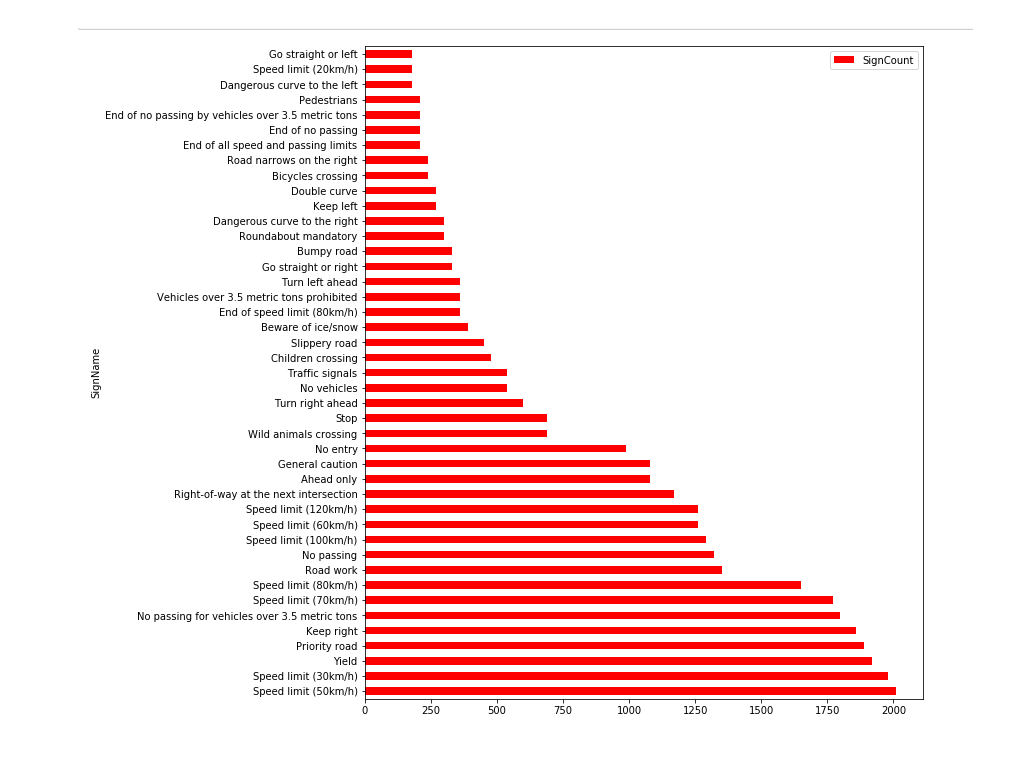 SignCount
Go straight or left
Speed limit (20km/h)
Dangerous curve to the left
Pedestrians
End of no passing by vehicles over 3.5 metric tons
End of no passing
End of all speed and passing limits
Road narrows on the right
Bicycles crossing
Double curve
Keep left
Dangerous curve to the right
Roundabout mandatory
Bumpy road
Go straight or right
Turn left ahead
Vehicles over 3.5 metric tons prohibited
End of speed limit (80km/h)
Beware of ice/snow
Slippery road
Children crossing
Traffic signals
No vehicles
Turn right ahead
Stop
Wild animals crossing
No entry
General caution
Ahead only
Right-of-way at the next intersection
Speed limit (120km/h)
Speed limit (60km/h)
Speed limit (100km/h)
No passing
Road work
Speed limit (80km/h)
Speed limit (70km/h)
No passing for vehicles over 3.5 metric tons
Keep right
Priority road
Yield
Speed limit (30km/h)
Speed limit (50km/h)
SignName
0 250 500 750 1000 1250 1500 1750 2000